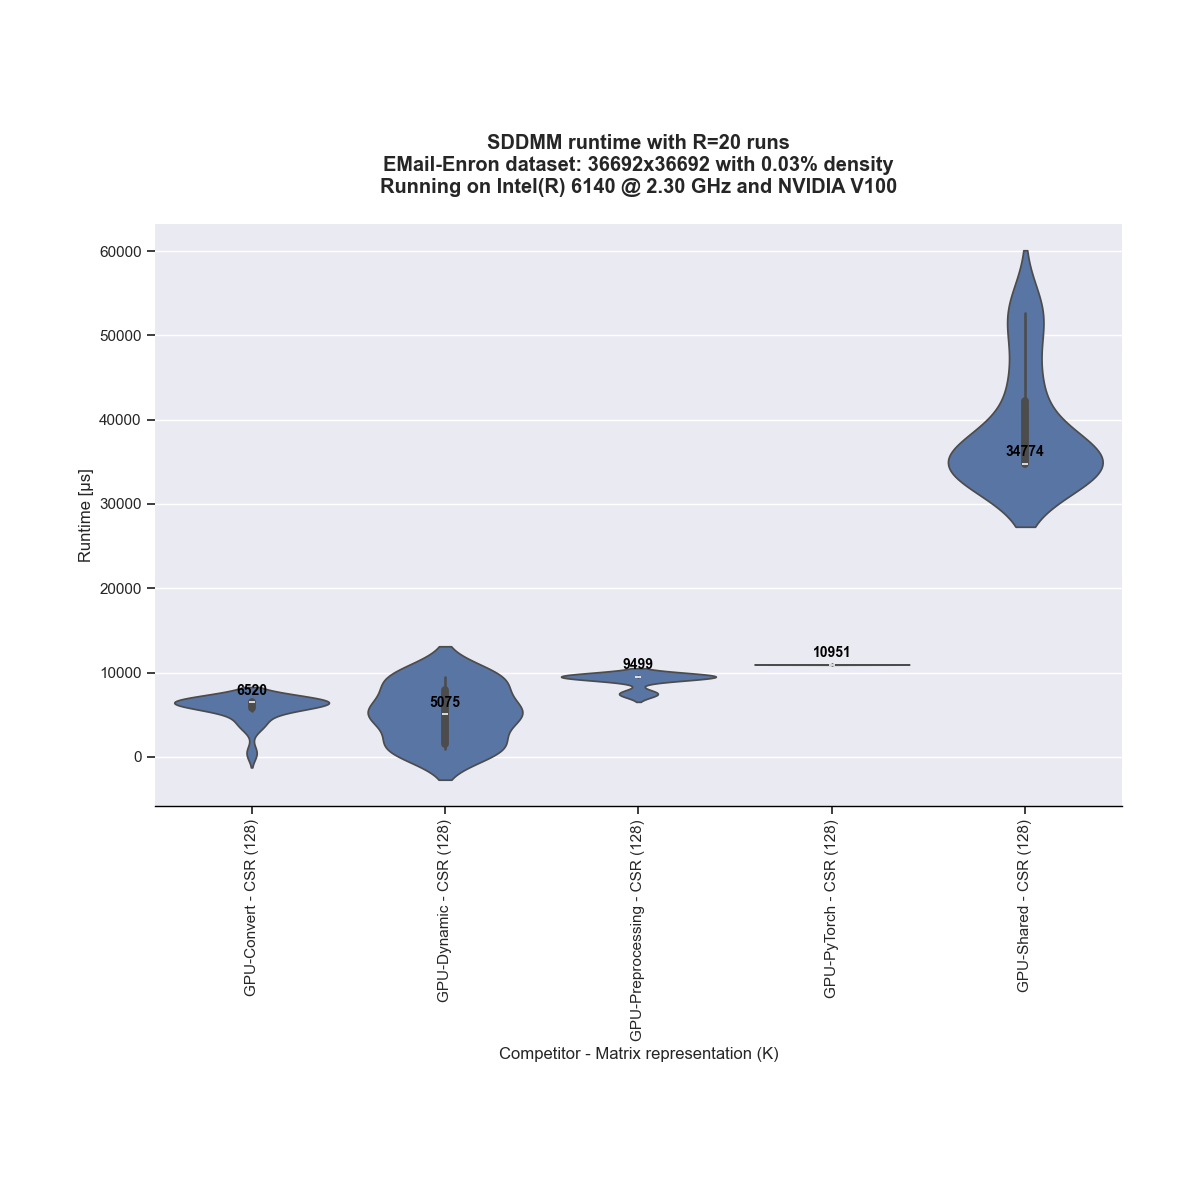 SDDMM runtime with R=20 runs
EMail-Enron dataset: 36692x36692 with 0.03% density
Running on Intel(R) 6140 @ 2.30 GHz and NVIDIA V100
Runtime [µs]
60000
50000
40000
30000
20000
10000
0
6520
5075
9499
10951
34774
GPU-Convert - CSR (128)
GPU-Dynamic - CSR (128)
GPU-Preprocessing - CSR (128)
GPU-PyTorch - CSR (128)
GPU-Shared - CSR (128)
Competitor - Matrix representation (K)